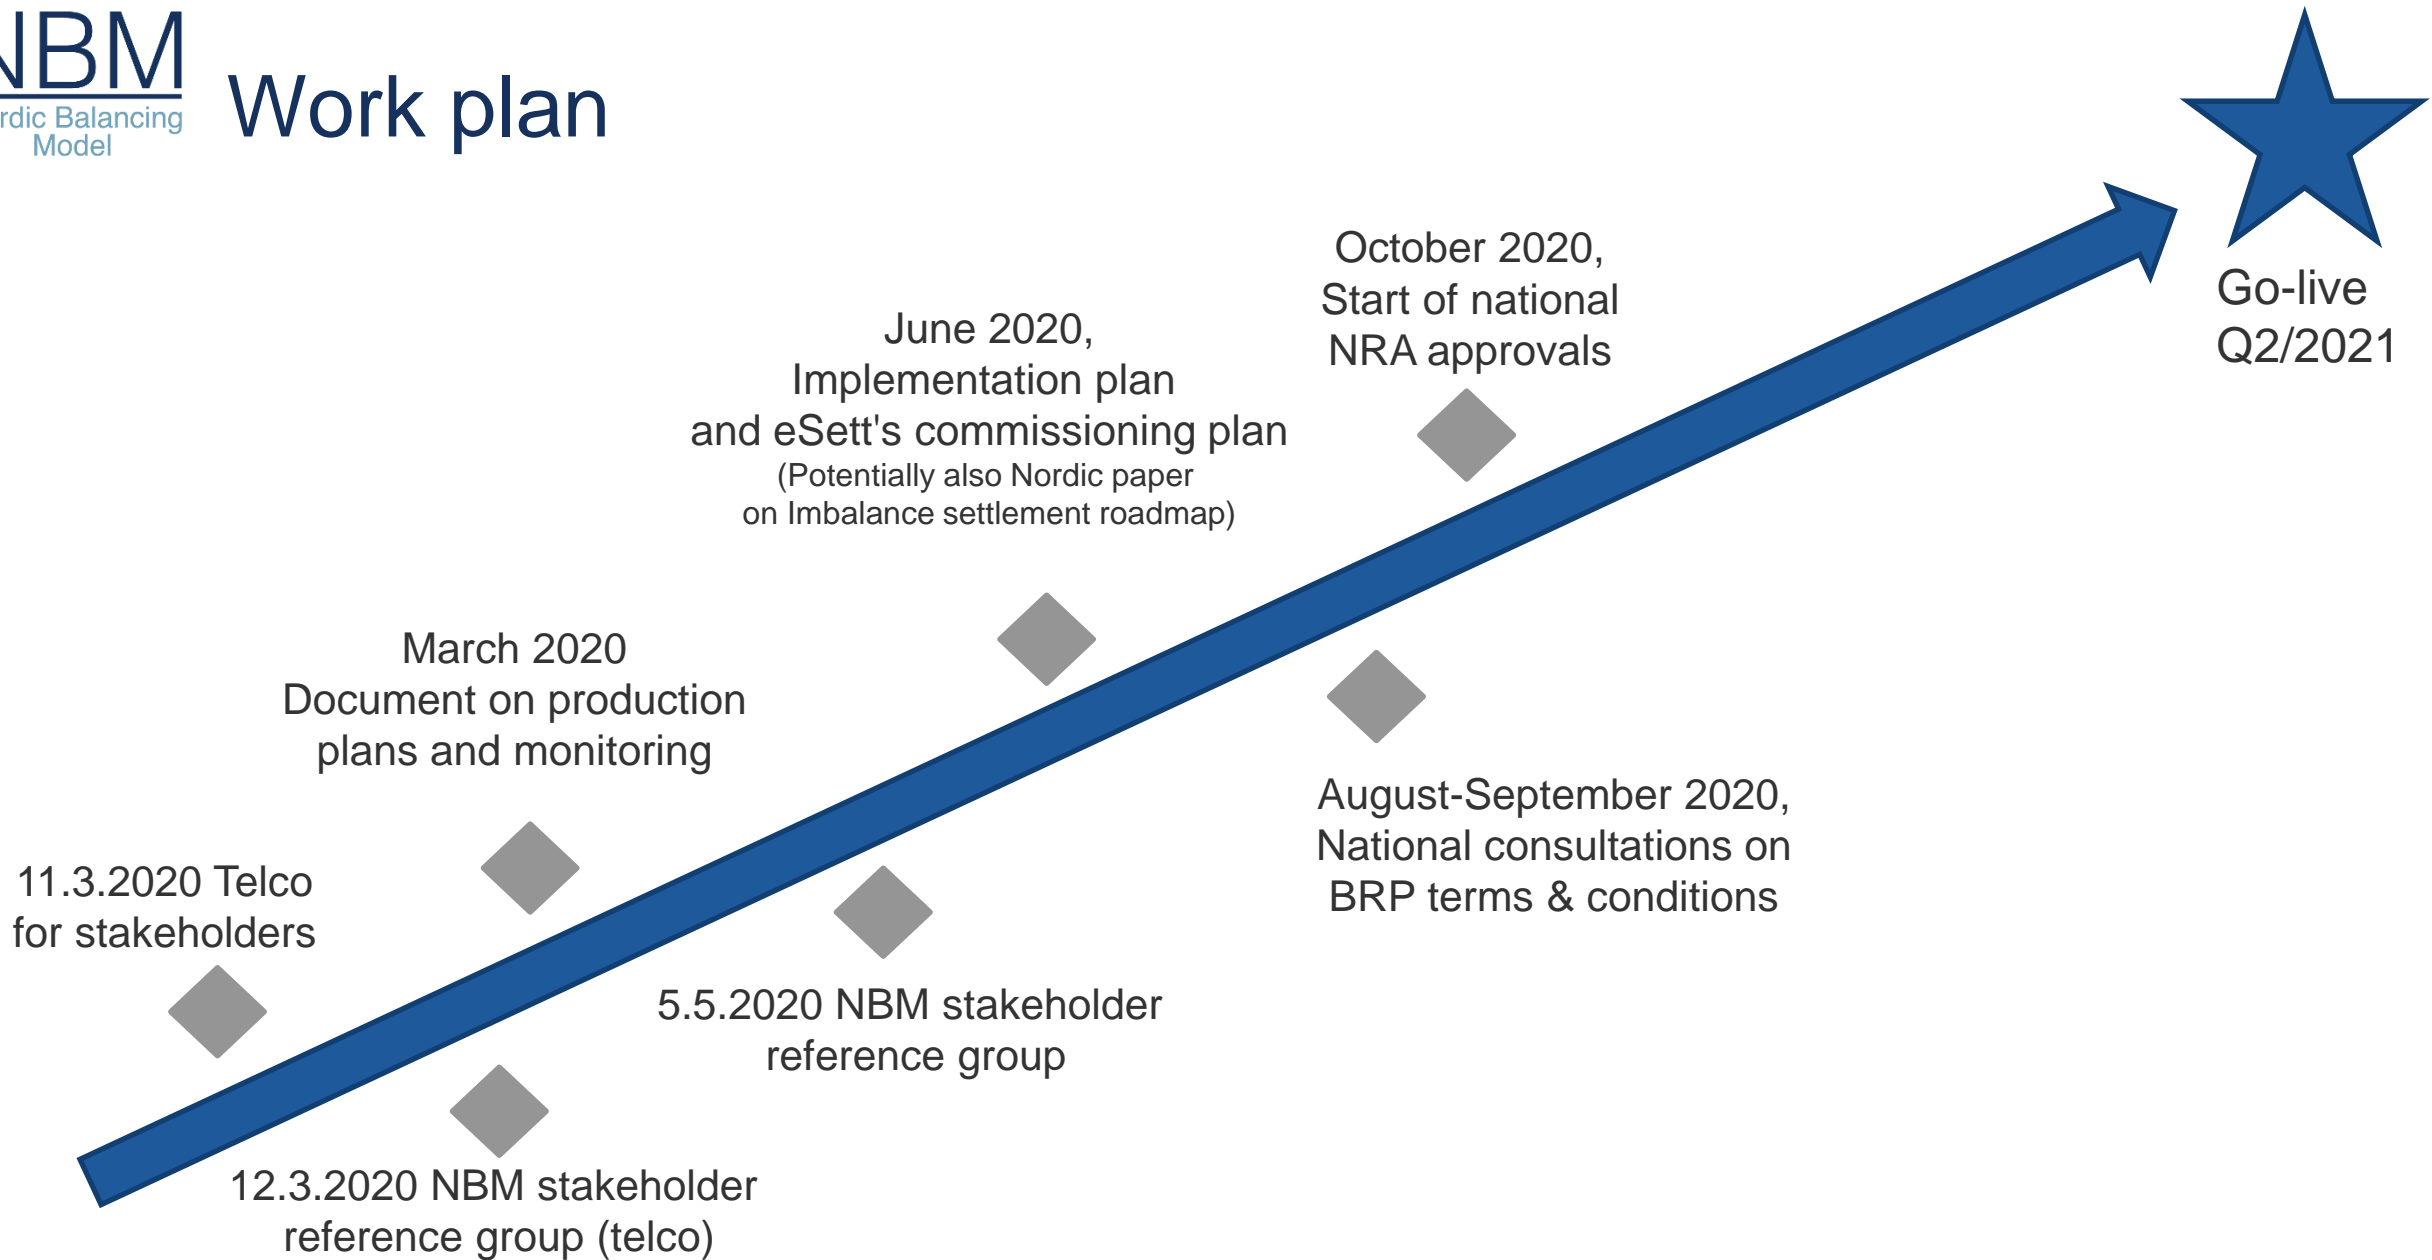 NBM
rdic Balancing
Model
Work plan
Go-live
Q2/2021
October 2020,
Start of national
NRA approvals
June 2020,
Implementation plan
and eSett's commissioning plan
(Potentially also Nordic paper
on Imbalance settlement roadmap)
March 2020
Document on production
plans and monitoring
August-September 2020,
National consultations on
BRP terms & conditions
11.3.2020 Telco
for stakeholders
5.5.2020 NBM stakeholder
reference group
12.3.2020 NBM stakeholder
reference group (telco)